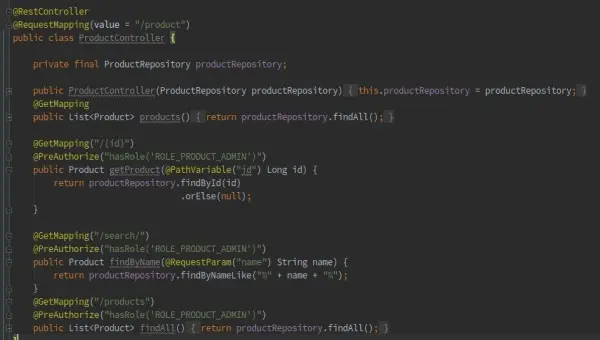 @RestController
@RequestMapping(value = "/product")
public class ProductController {
private final ProductRepository productRepository;
public ProductController(ProductRepository productRepository) { this.productRepository = productRepository; }
@GetMapping
public List<Product> products() { return productRepository.findAll(); }
@GetMapping("/{id}")
@PreAuthorize("hasRole('ROLE_PRODUCT_ADMIN')")
public Product getProduct(@PathVariable("id") Long id) {
return productRepository.findById(id)
.orElse(null);
}
@GetMapping("/search/")
@PreAuthorize("hasRole('ROLE_PRODUCT_ADMIN')")
public Product findByName(@RequestParam("name") String name) {
return productRepository.findByNameLike("%" + name + "%");
}
@GetMapping("/products")
@PreAuthorize("hasRole('ROLE_PRODUCT_ADMIN')")
public List<Product> findAll() { return productRepository.findAll(); }
}